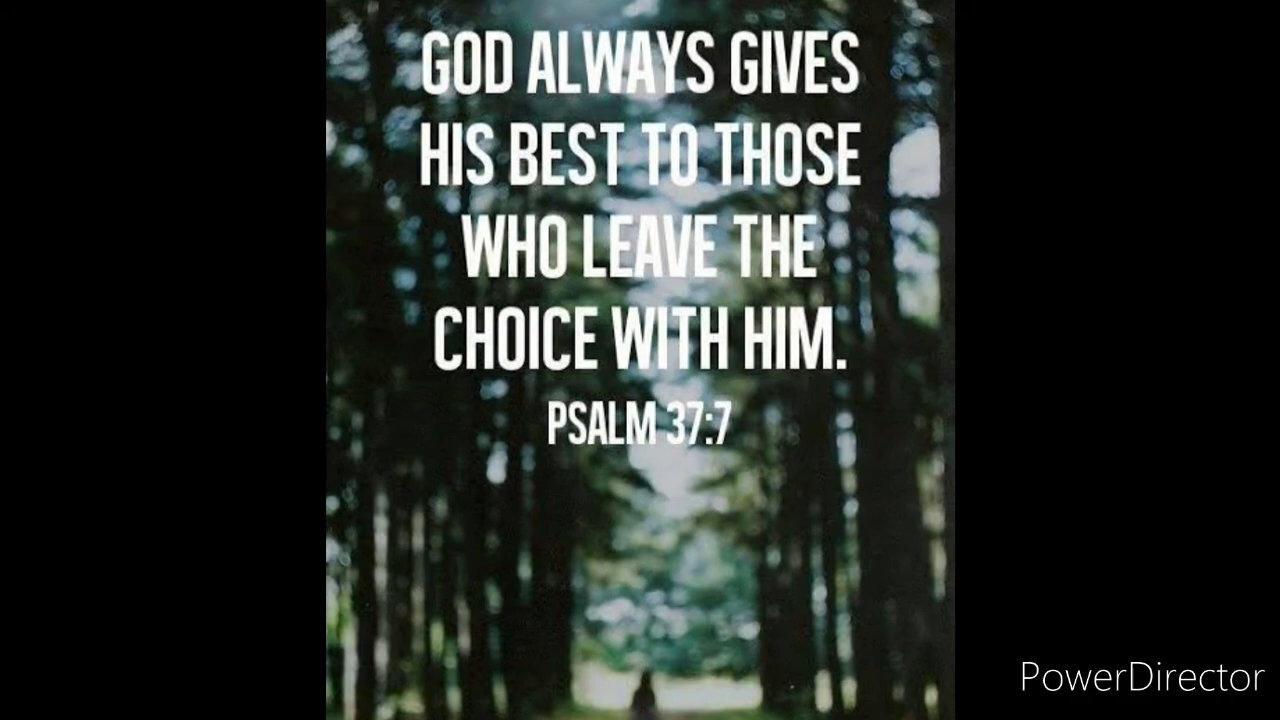 GOD ALWAYS GIVES
HIS BEST TO THOSE
WHO LEAVE THE
CHOICE WITH HIM.
PSALM 37:7
PowerDirector